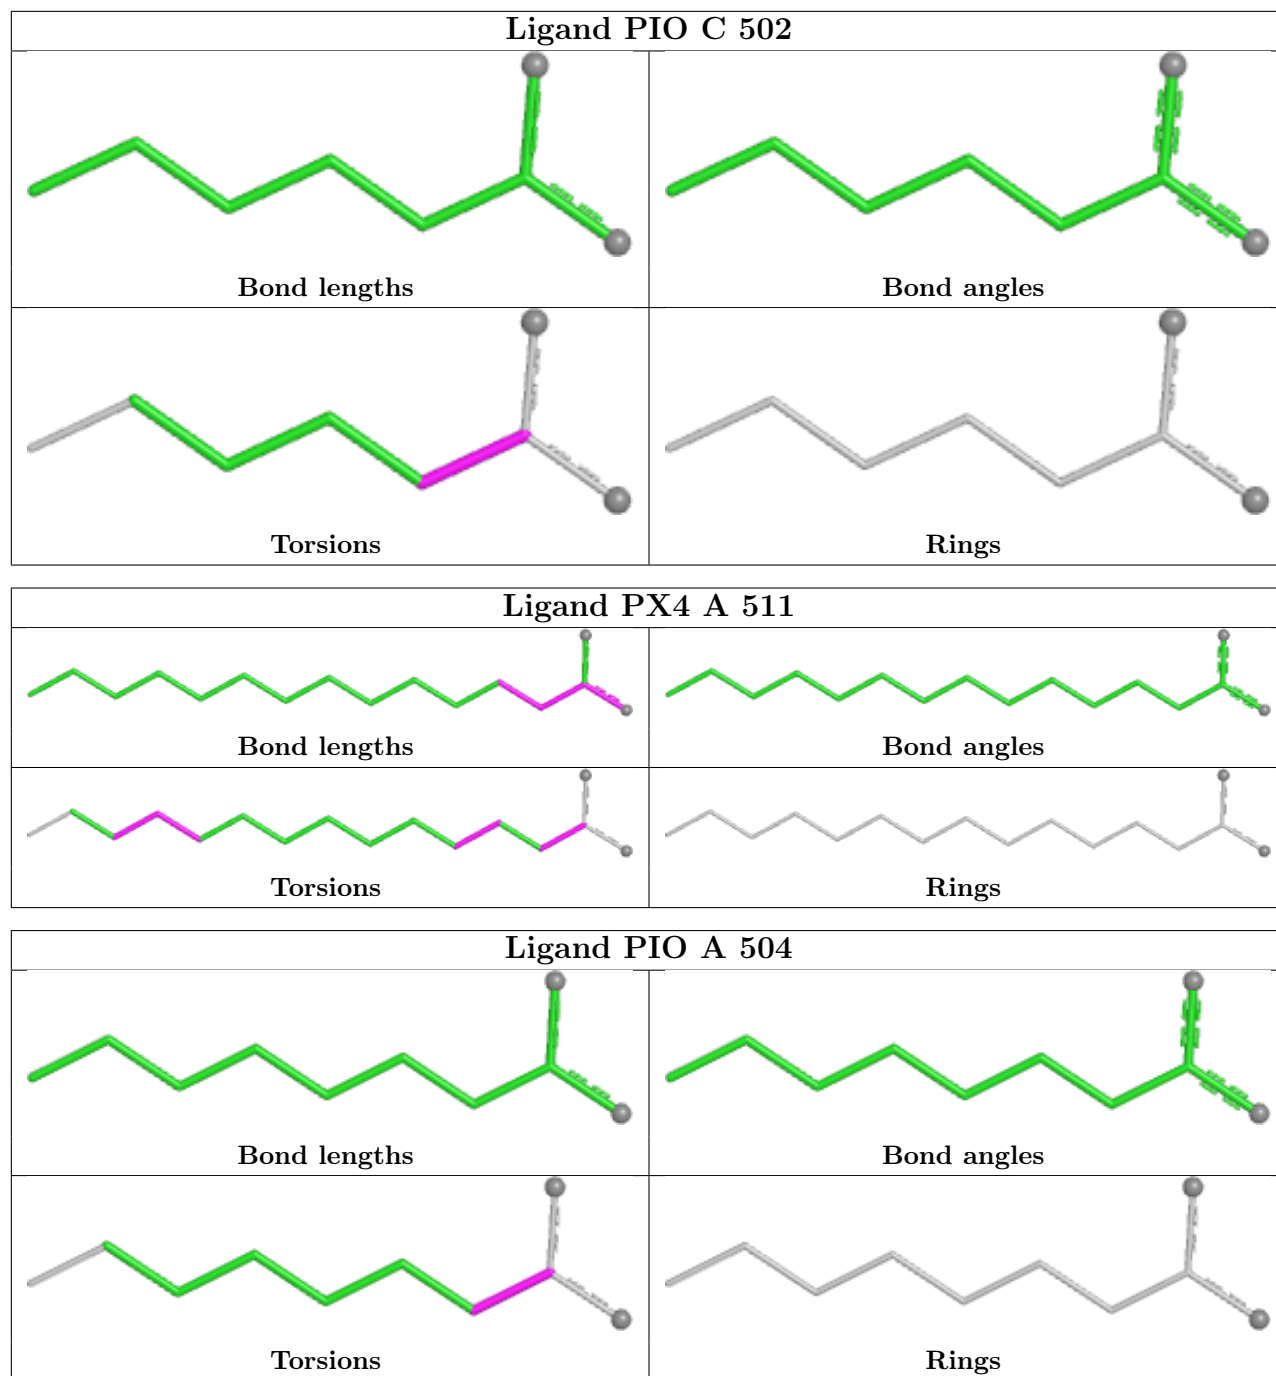 Ligand PIO C 502
Bond lengths
Bond angles
Torsions
Rings
Ligand PX4 A 511
Bond lengths
Bond angles
Torsions
Rings
Ligand PIO A 504
Bond lengths
Bond angles
Torsions
Rings